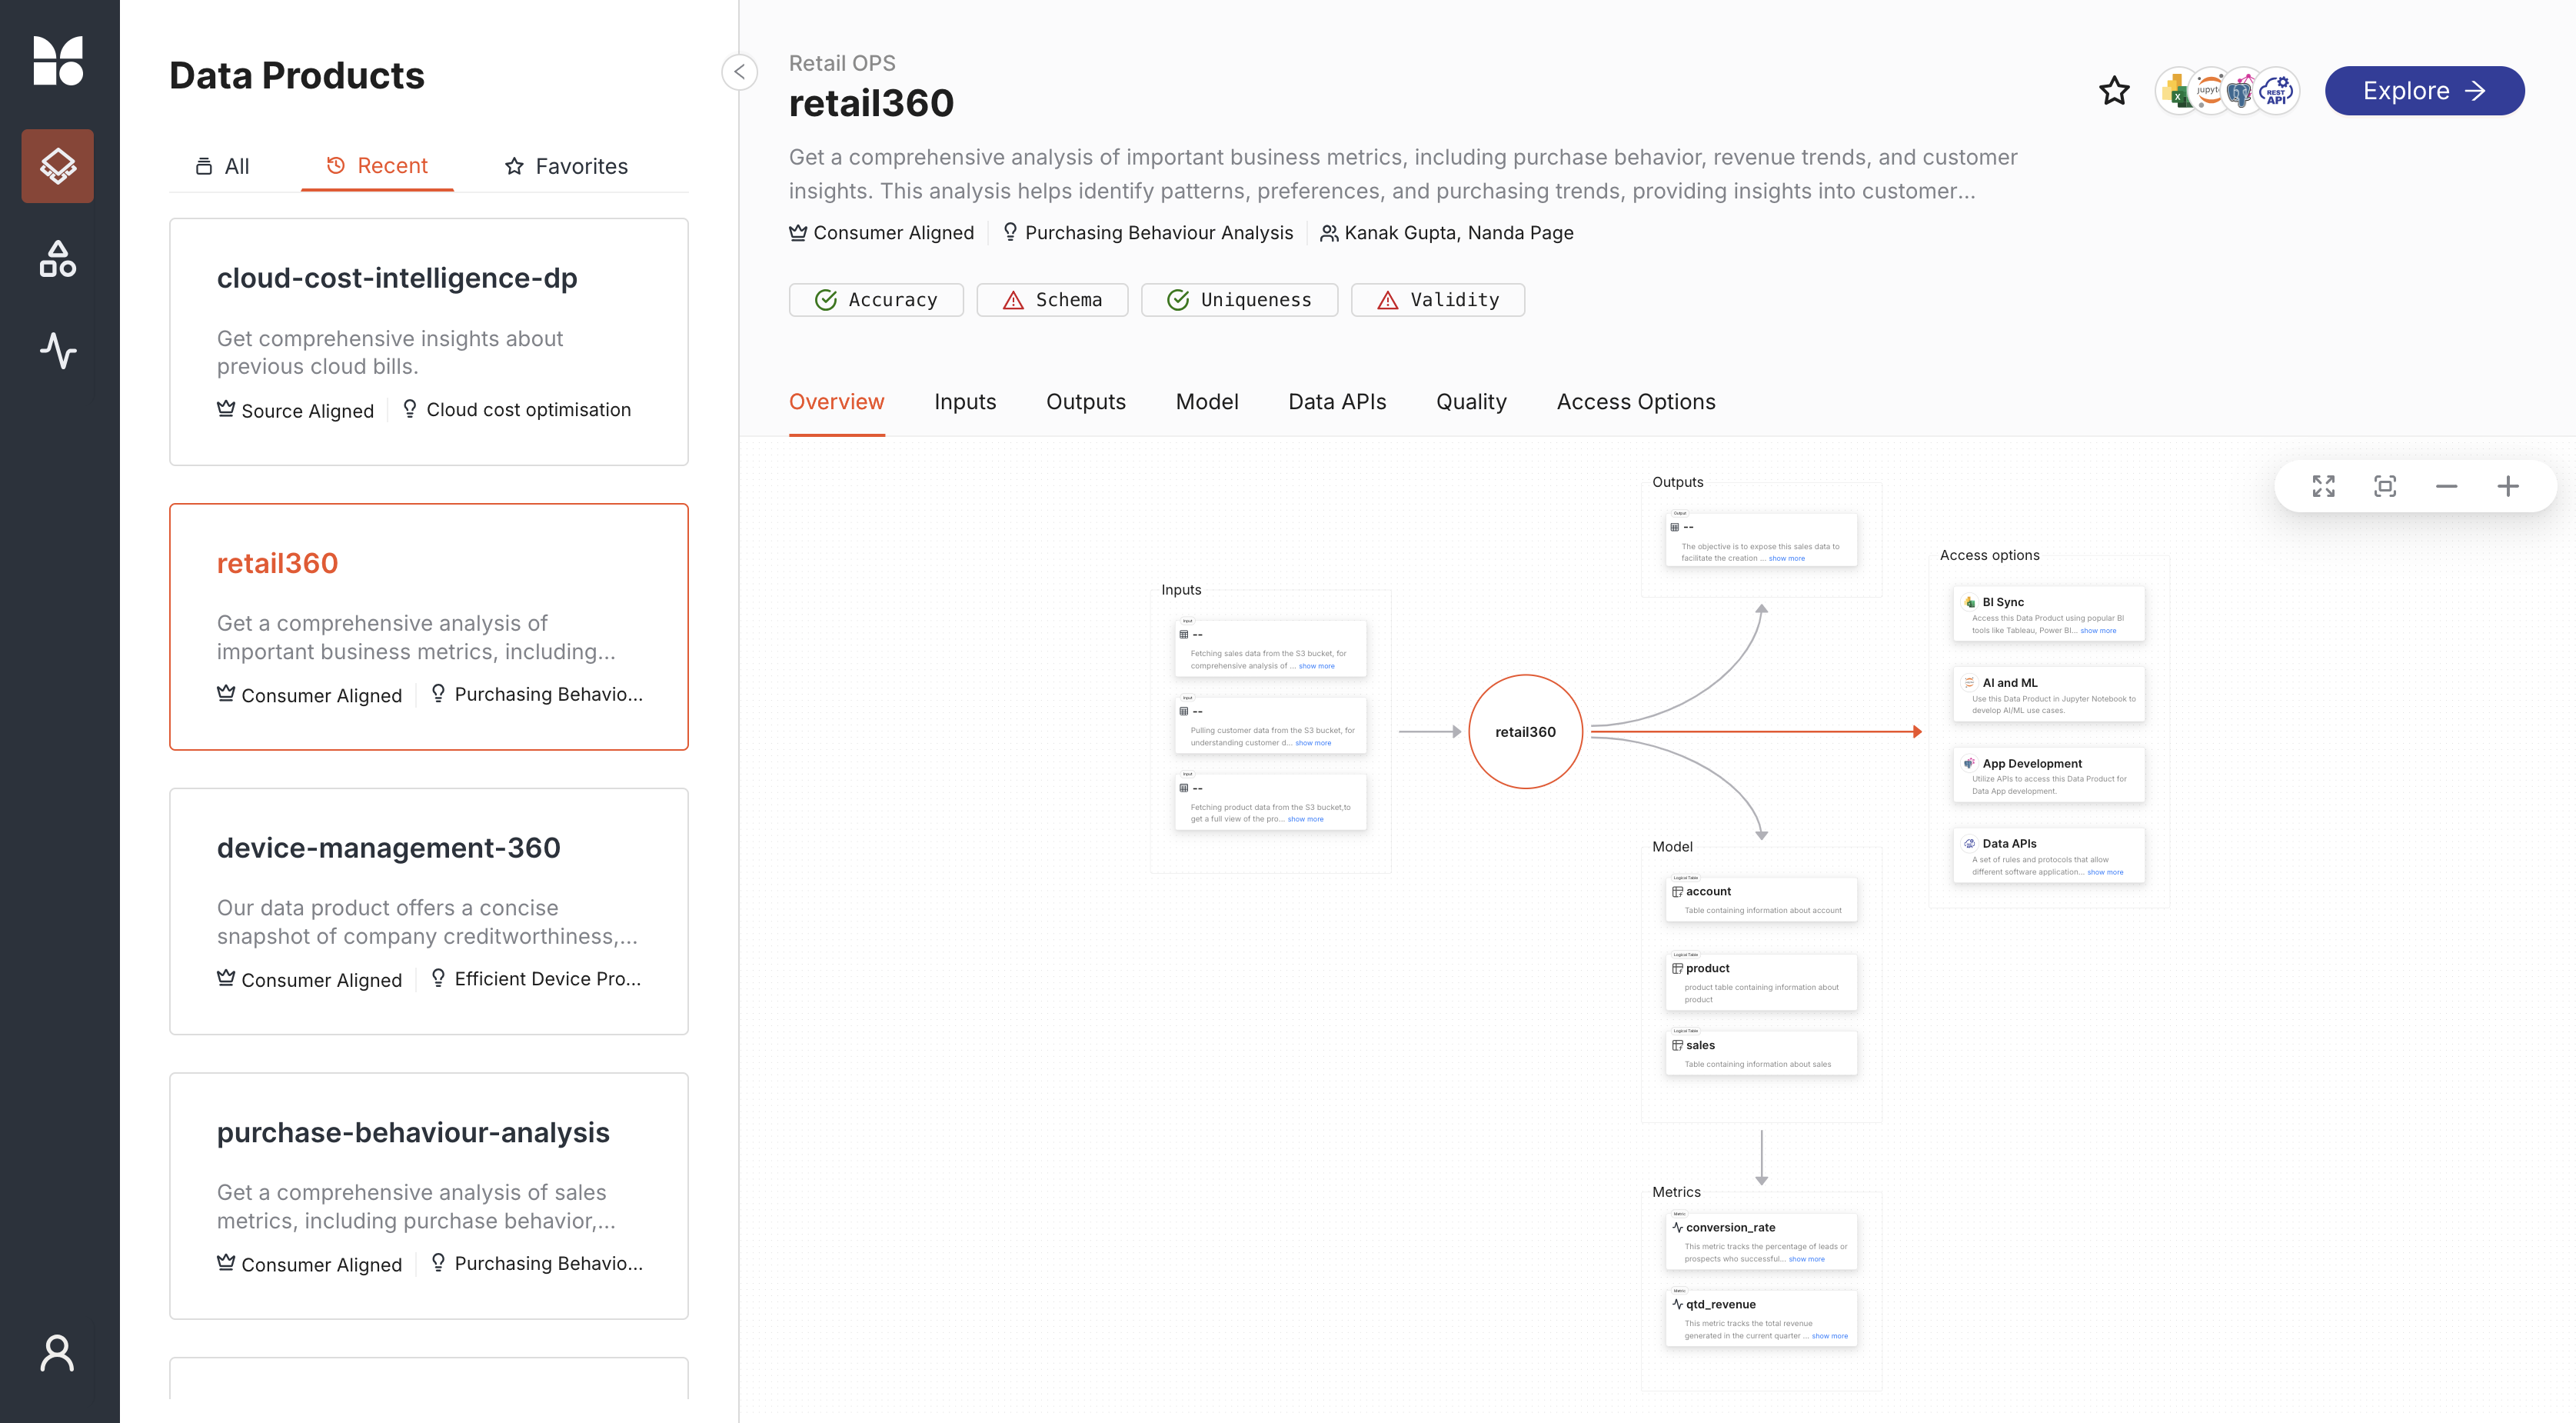 Data Products
All
Recent
Favorites
cloud-cost-intelligence-dp
Get comprehensive insights about
previous cloud bills.
Source Aligned
Cloud cost optimisation
retail360
Get a comprehensive analysis of
important business metrics, including...
Consumer Aligned
Purchasing Behavio...
device-management-360
Our data product offers a concise
snapshot of company creditworthiness,...
Consumer Aligned
Efficient Device Pro...
purchase-behaviour-analysis
Get a comprehensive analysis of sales
metrics, including purchase behavior,...
Consumer Aligned
Purchasing Behavio...
Retail OPS
retail360
REST
API
Explore
Get a comprehensive analysis of important business metrics, including purchase behavior, revenue trends, and customer
insights. This analysis helps identify patterns, preferences, and purchasing trends, providing insights into customer...
Consumer Aligned
Purchasing Behaviour Analysis
Kanak Gupta, Nanda Page
Accuracy
Schema
Uniqueness
Validity
Overview
Inputs
Outputs
Model
Data APIs
Quality
Access Options
Inputs
Input
--
Fetching sales data from the S3 bucket, for
comprehensive analysis of ... show more
Input
--
Pulling customer data from the S3 bucket, for
understanding customer d... show more
Input
--
Fetching product data from the S3 bucket,to
get a full view of the pro... show more
retail360
Outputs
Output
--
The objective is to expose this sales data to
facilitate the creation ... show more
Model
Logical Table
account
Table containing information about account
Logical Table
product
product table containing information about
product
Logical Table
sales
Table containing information about sales
Metrics
Metric
conversion_rate
This metric tracks the percentage of leads or
prospects who successful... show more
Metric
qtd_revenue
This metric tracks the total revenue
generated in the current quarter ... show more
Access options
BI Sync
Access this Data Product using popular BI
tools like Tableau, Power BI... show more
AI and ML
Use this Data Product in Jupyter Notebook to
develop AI/ML use cases.
App Development
Utilize APIs to access this Data Product for
Data App development.
Data APIs
A set of rules and protocols that allow
different software application... show more